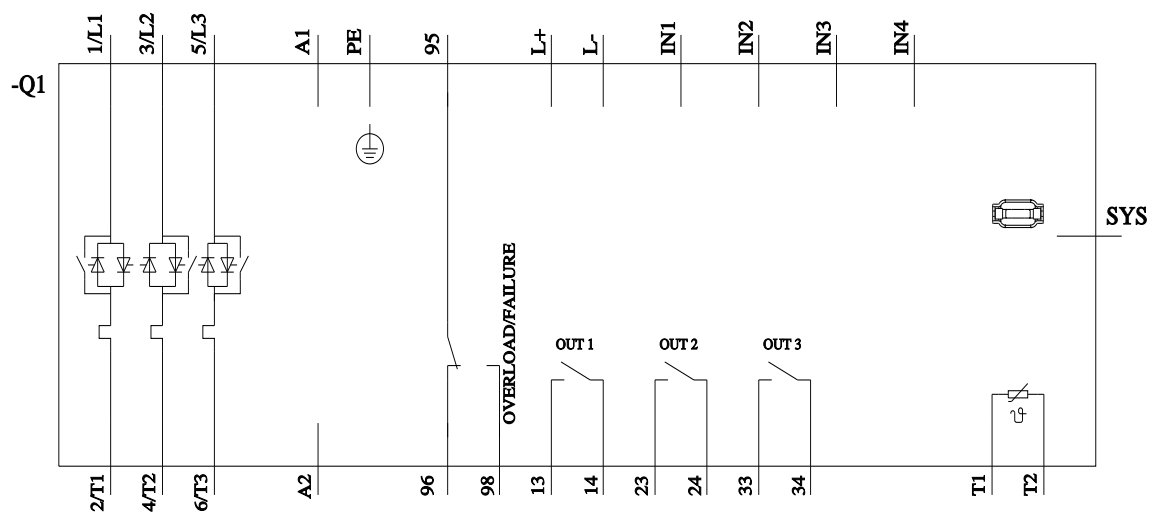 1/L1
3/L2
5/L3
A1
PE
95
L+
L-
IN1
IN2
IN3
IN4
-Q1
SYS
OVERLOAD/FAILURE
OUT 1
OUT 2
OUT 3
ϑ
2/T1
4/T2
6/T3
A2
96
98
13
14
23
24
33
34
T1
T2